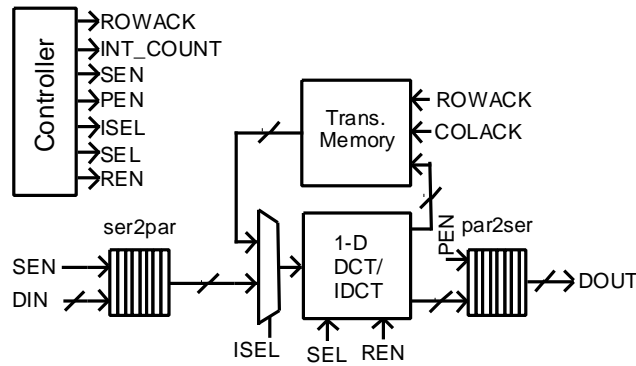 Controller
ROWACK
INT_COUNT
SEN
PEN
ISEL
SEL
REN
Trans.
Memory
ROWACK
COLACK
ser2par
SEN
DIN
1-D
DCT/
IDCT
PEN
par2ser
DOUT
ISEL
SEL
REN